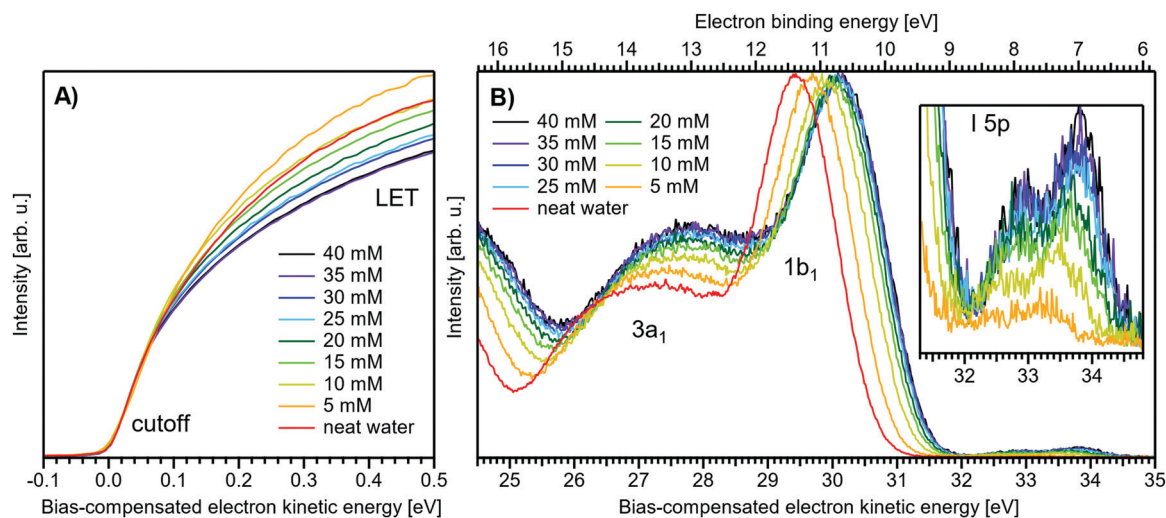 A)
Intensity [arb. u.]
cutoff
LET
40 mM
35 mM
30 mM
25 mM
20 mM
15 mM
10 mM
5 mM
neat water
-0.1 0.0 0.1 0.2 0.3 0.4 0.5
Bias-compensated electron kinetic energy [eV]
Electron binding energy [eV]
16 15 14 13 12 11 10 9 8 7 6
B)
Intensity [arb. u.]
40 mM 20 mM
35 mM 15 mM
30 mM 10 mM
25 mM 5 mM
neat water
3a₁
1b₁
I 5p
32 33 34
25 26 27 28 29 30 31 32 33 34 35
Bias-compensated electron kinetic energy [eV]